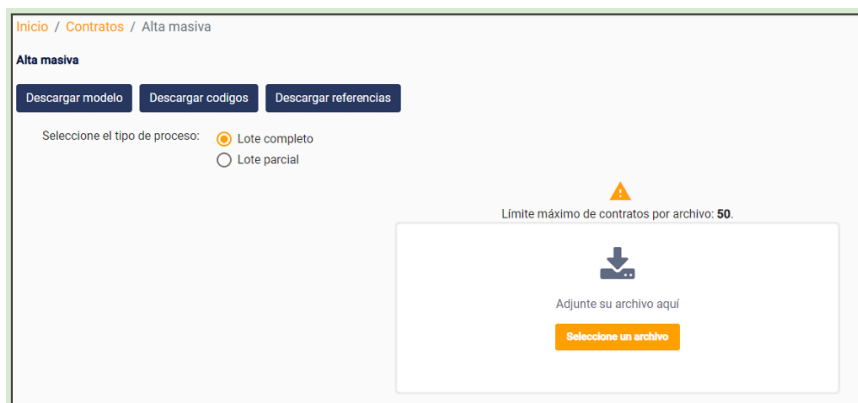 Inicio / Contratos / Alta masiva
Alta masiva
Descargar modelo Descargar codigos Descargar referencias
Seleccione el tipo de proceso: Lote completo
Lote parcial
Límite máximo de contratos por archivo: 50.
Adjunte su archivo aquí
Seleccione un archivo